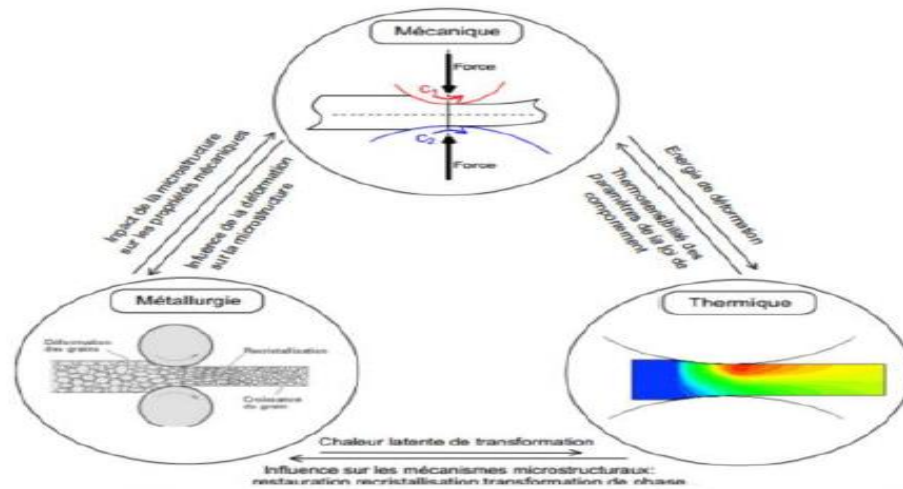 Mécanique
Force
C1
C2
Force
Inpact de la microstructure
sur les propriétés mécaniques
Influence de la déformation
sur la microstructure
Energie de déformation
Thermosensibilité des
paramètres de la loi de
comportement
Métallurgie
Déformation
des grains
Recristallisation
Croissance
du grain
Thermique
Chaleur latente de transformation
Influence sur les mécanismes microstructuraux:
restauration recristallisation transformation de phase